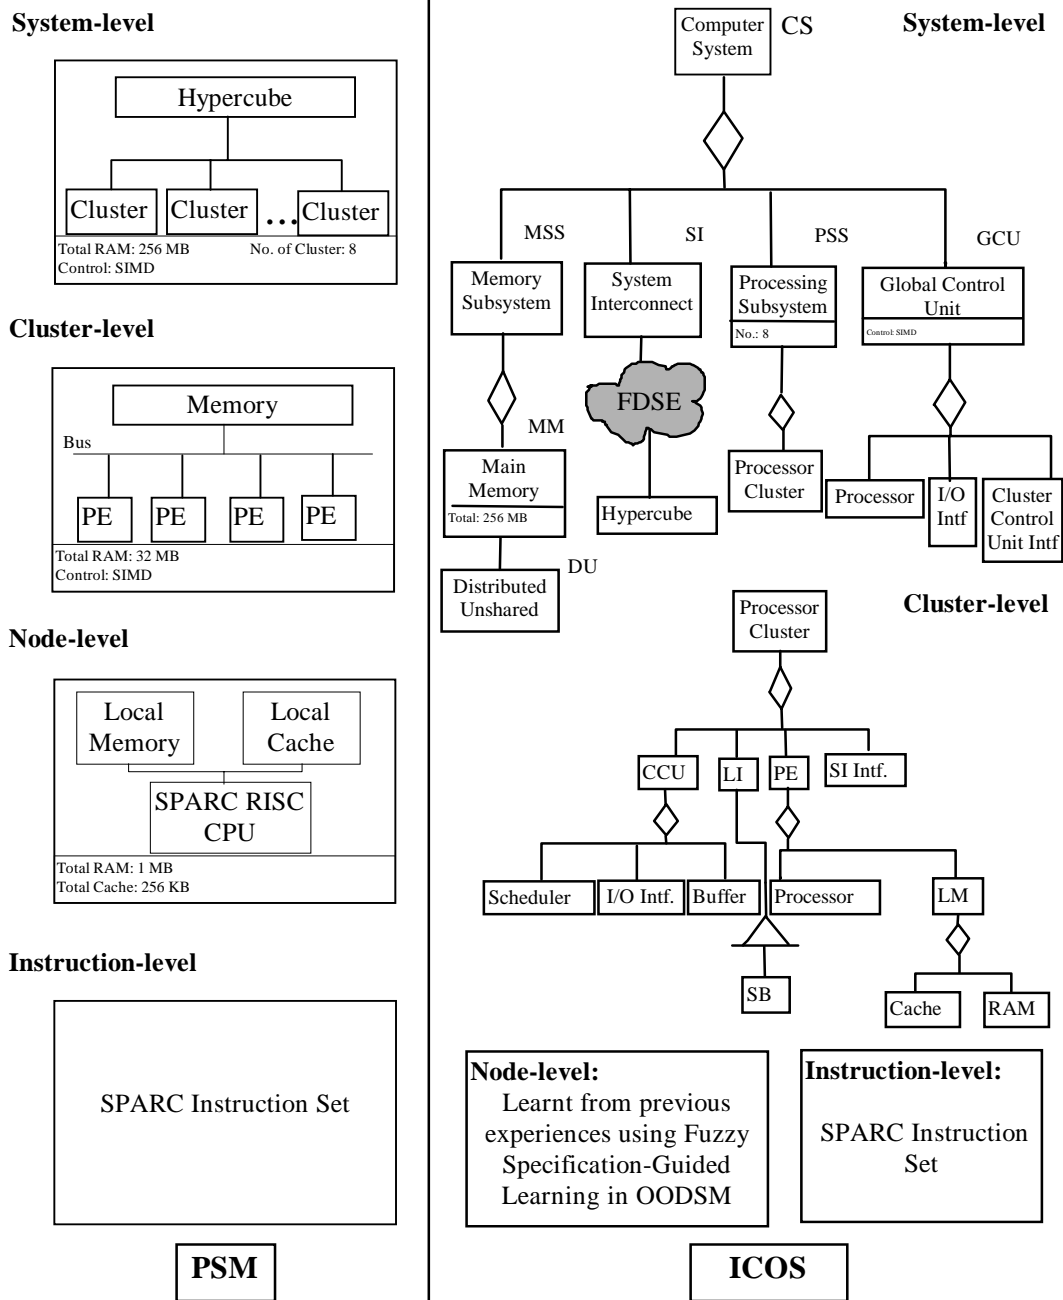 System-level
Hypercube
Cluster
Cluster
...
Cluster
Total RAM: 256 MB
No. of Cluster: 8
Control: SIMD
Cluster-level
Memory
Bus
PE
PE
PE
PE
Total RAM: 32 MB
Control: SIMD
Node-level
Local
Memory
Local
Cache
SPARC RISC
CPU
Total RAM: 1 MB
Total Cache: 256 KB
Instruction-level
SPARC Instruction Set
PSM
System-level
Computer
System
CS
MSS
SI
PSS
GCU
Memory
Subsystem
System
Interconnect
Processing
Subsystem
No.: 8
Global Control
Unit
Control: SIMD
FDSE
MM
Main
Memory
Total: 256 MB
Hypercube
Processor
Cluster
Processor
I/O
Intf
Cluster
Control
Unit Intf
DU
Distributed
Unshared
Cluster-level
Processor
Cluster
CCU
LI
PE
SI Intf.
Scheduler
I/O Intf.
Buffer
Processor
LM
SB
Cache
RAM
Node-level:
Learnt from previous
experiences using Fuzzy
Specification-Guided
Learning in OODSM
Instruction-level:
SPARC Instruction
Set
ICOS